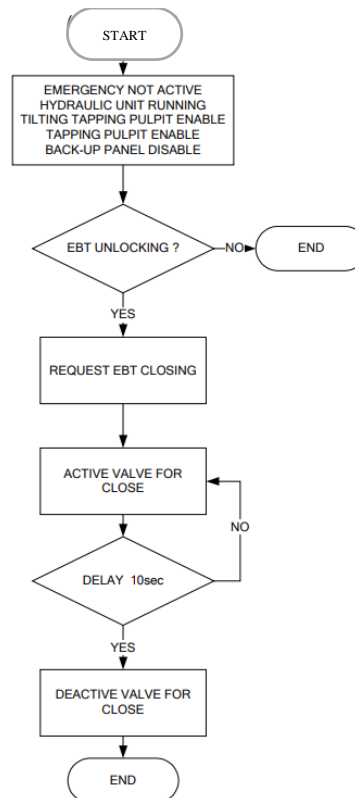 START
EMERGENCY NOT ACTIVE
HYDRAULIC UNIT RUNNING
TILTING TAPPING PULPIT ENABLE
TAPPING PULPIT ENABLE
BACK-UP PANEL DISABLE
EBT UNLOCKING ?
NO
END
YES
REQUEST EBT CLOSING
ACTIVE VALVE FOR
CLOSE
NO
DELAY 10sec
YES
DEACTIVE VALVE FOR
CLOSE
END